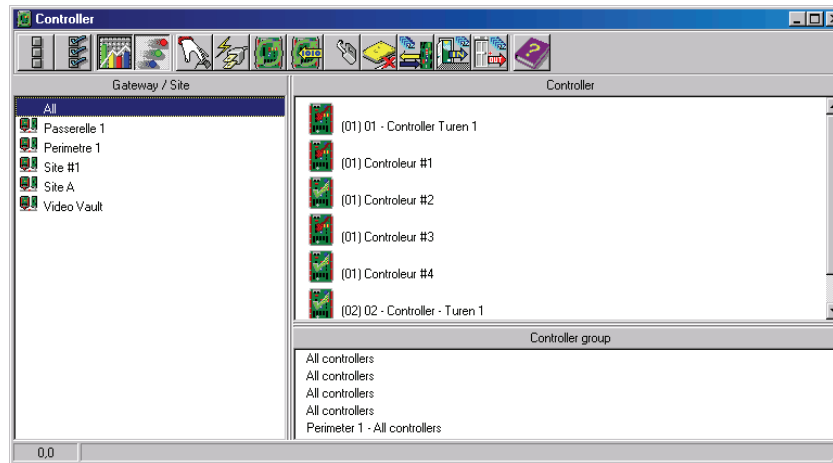 Controller
Gateway / Site
All
Passerelle 1
Perimetre 1
Site #1
Site A
Video Vault
Controller
(01) 01 - Controller Turen 1
(01) Controleur #1
(01) Controleur #2
(01) Controleur #3
(01) Controleur #4
(02) 02 - Controller - Turen 1
Controller group
All controllers
All controllers
All controllers
All controllers
Perimeter 1 - All controllers
0,0